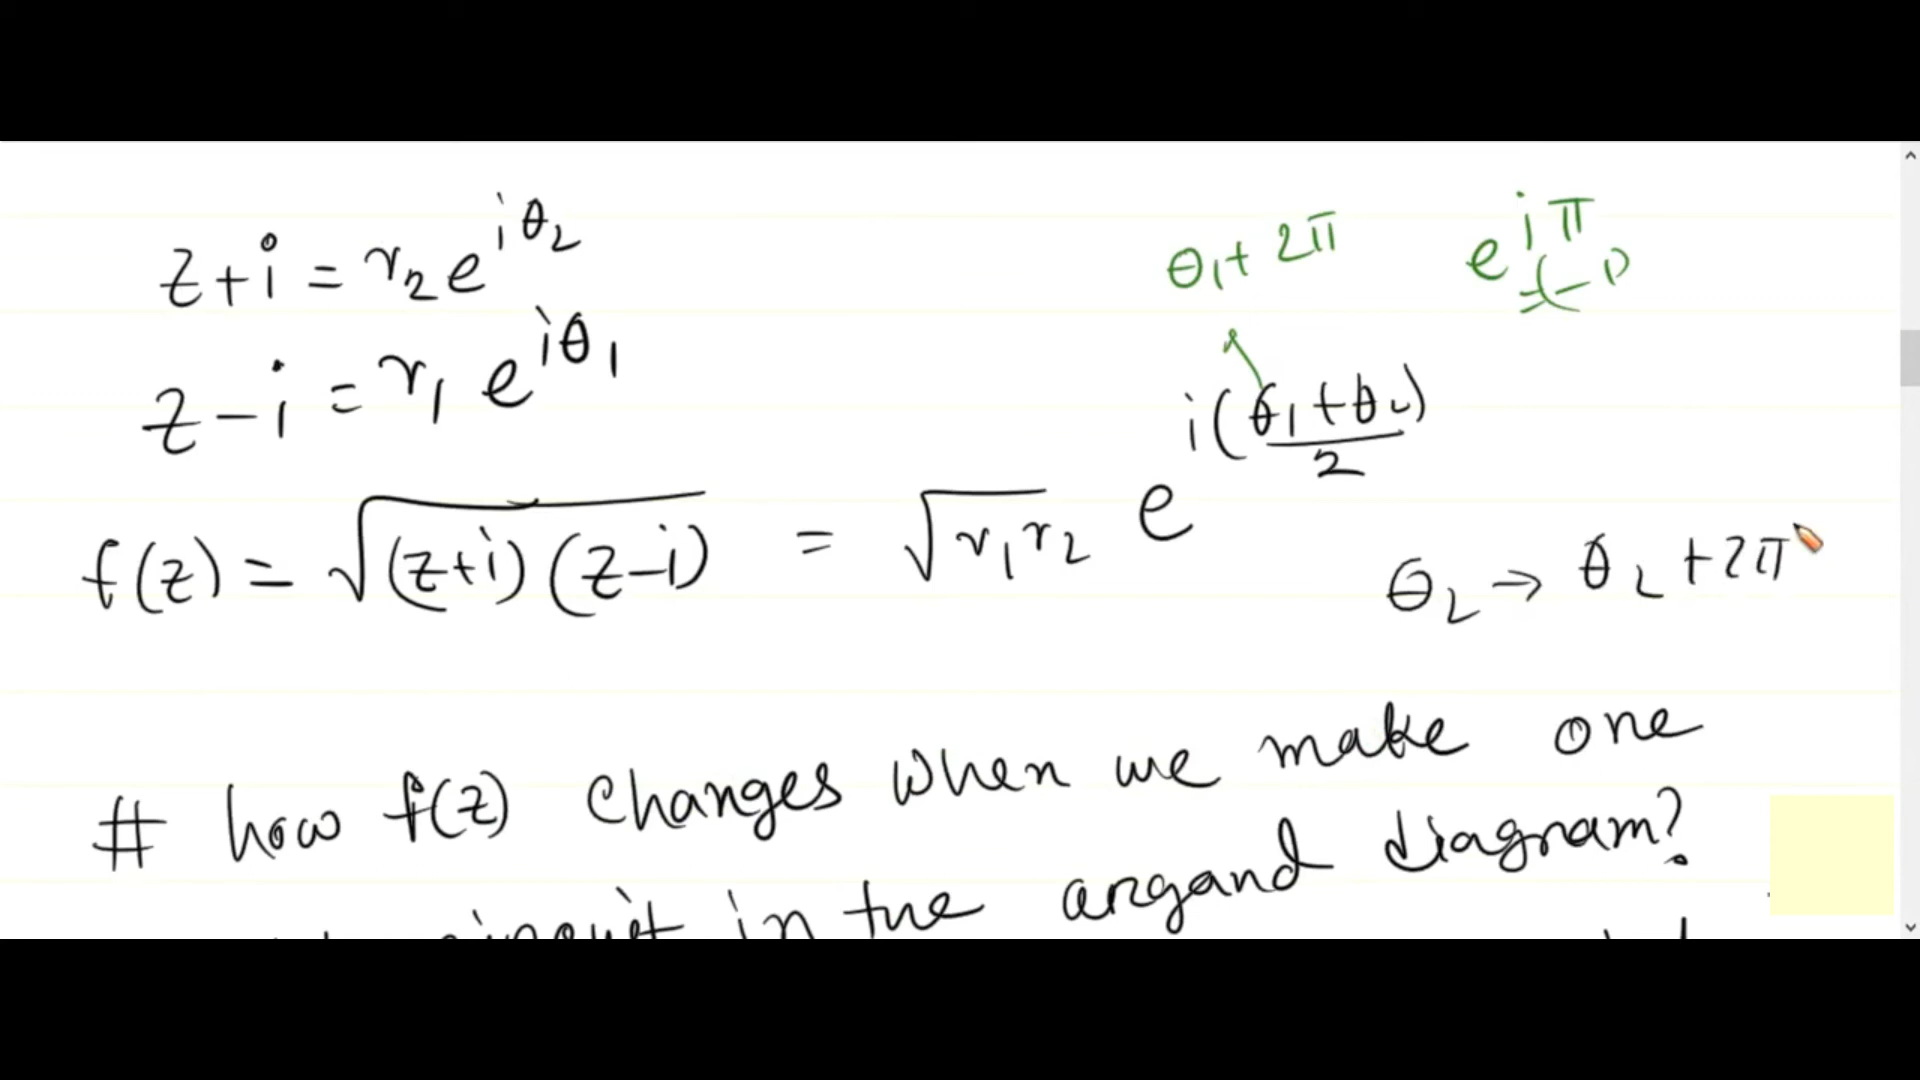 z+i = r₂e^{iθ₂}
θ₁+2π e^{iπ} =(-1)
z-i = r₁e^{iθ₁}
f(z) = √(z+i)(z-i) = √r₁r₂ e^{i(θ₁+θ₂)/2}
θ₂ → θ₂+2π
# how f(z) changes when we make one
in the argand diagram?